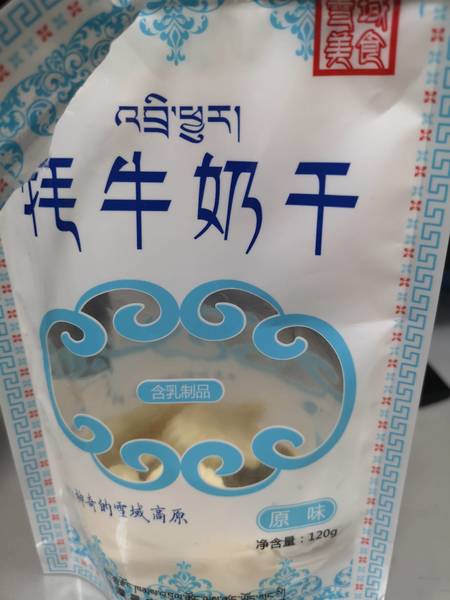 雪域
美食
འབྲི་ཕྱུར།
牦牛奶干
含乳制品
神奇的雪域高原
原味
净含量：120g